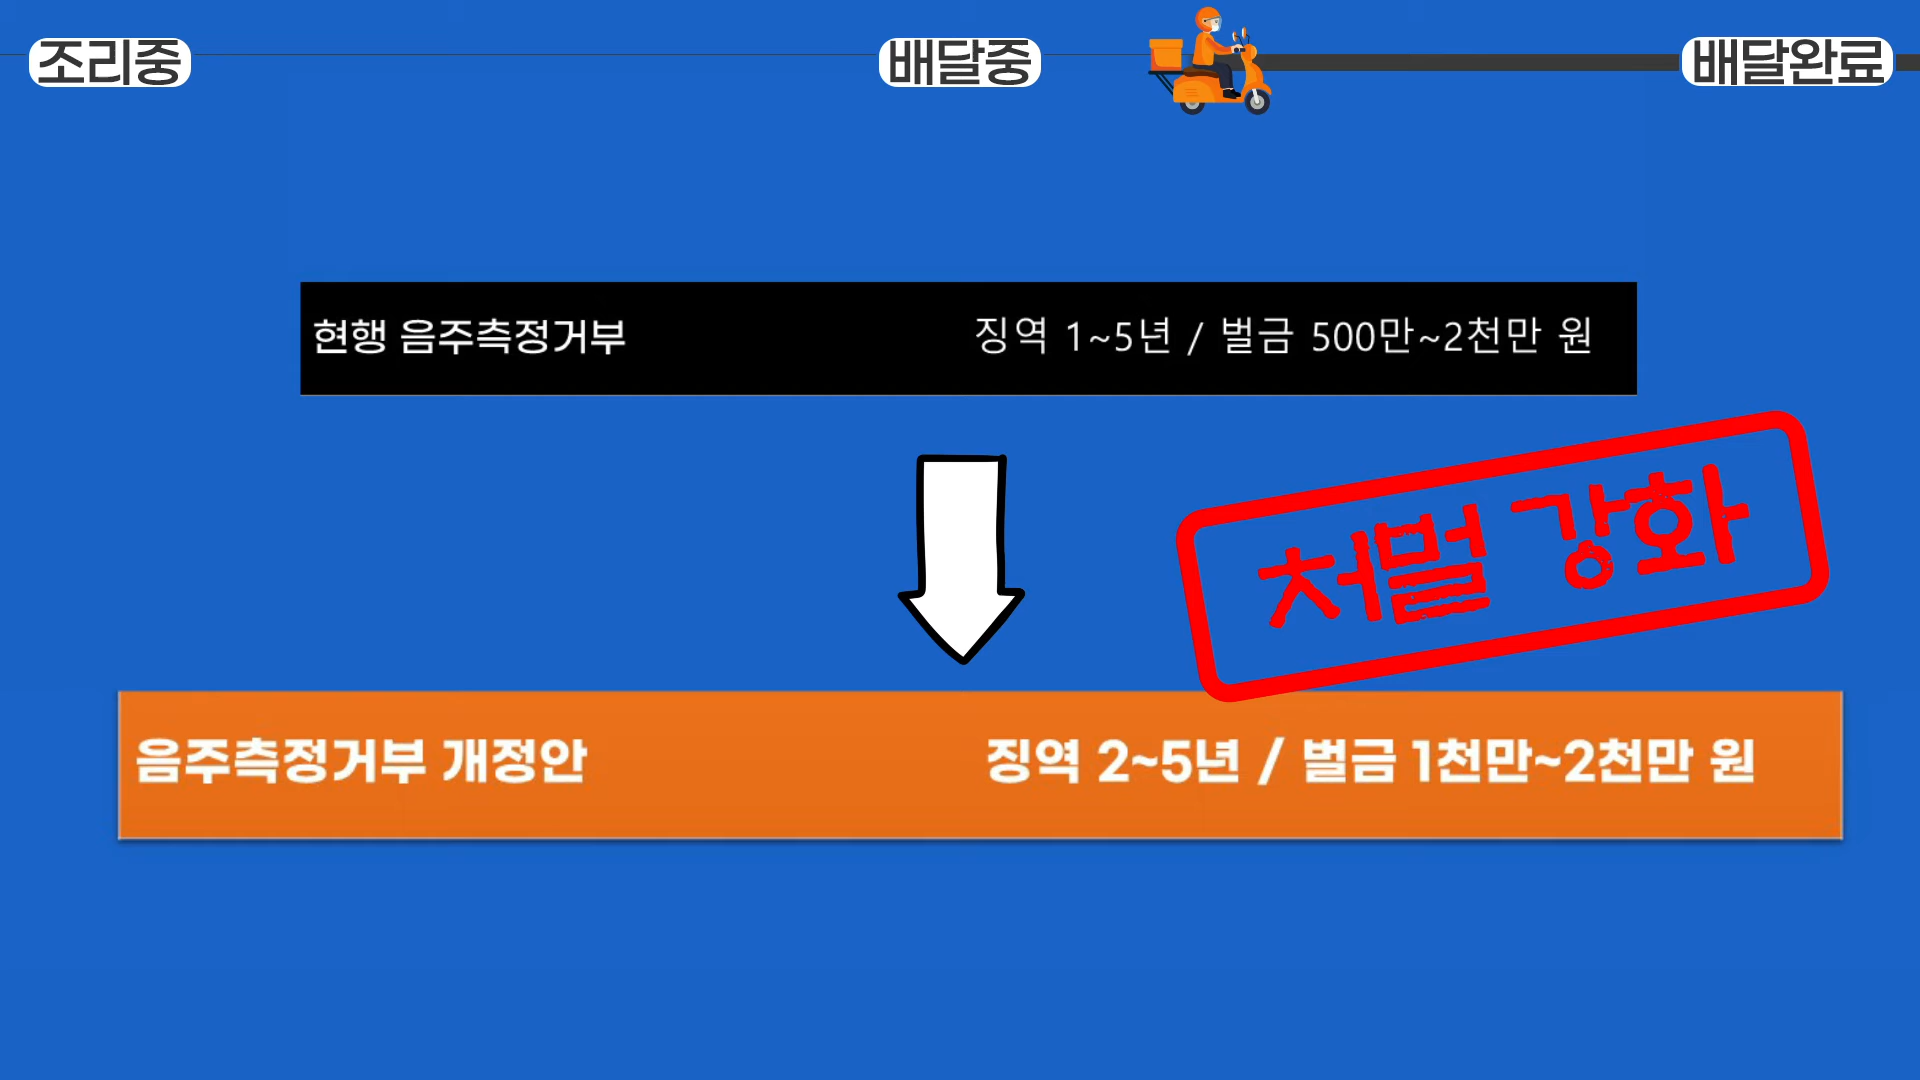 조리중
배달중
배달완료
현행 음주측정거부
징역 1~5년 / 벌금 500만~2천만 원
처벌 강화
음주측정거부 개정안
징역 2~5년 / 벌금 1천만~2천만 원